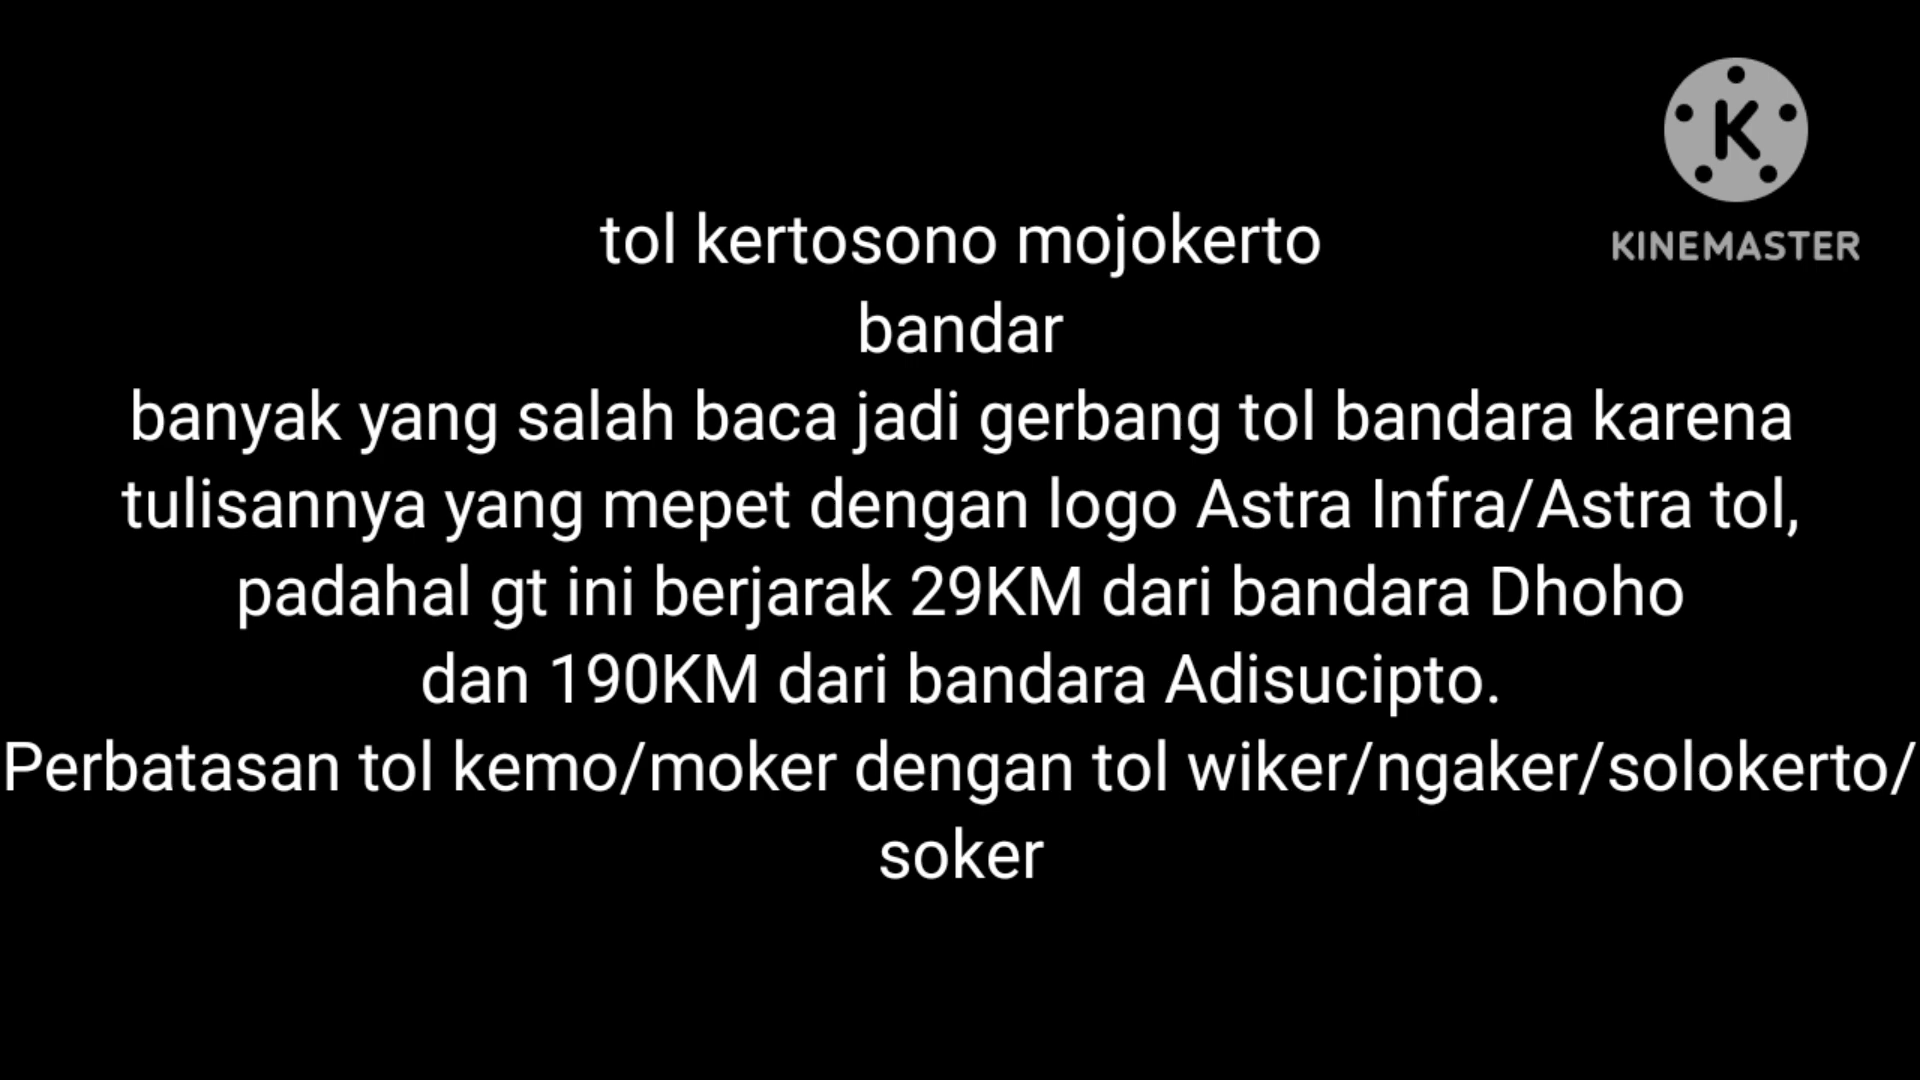 KINEMASTER
tol kertosono mojokerto
bandar
banyak yang salah baca jadi gerbang tol bandara karena
tulisannya yang mepet dengan logo Astra Infra/Astra tol,
padahal gt ini berjarak 29KM dari bandara Dhoho
dan 190KM dari bandara Adisucipto.
Perbatasan tol kemo/moker dengan tol wiker/ngaker/solokerto/
soker